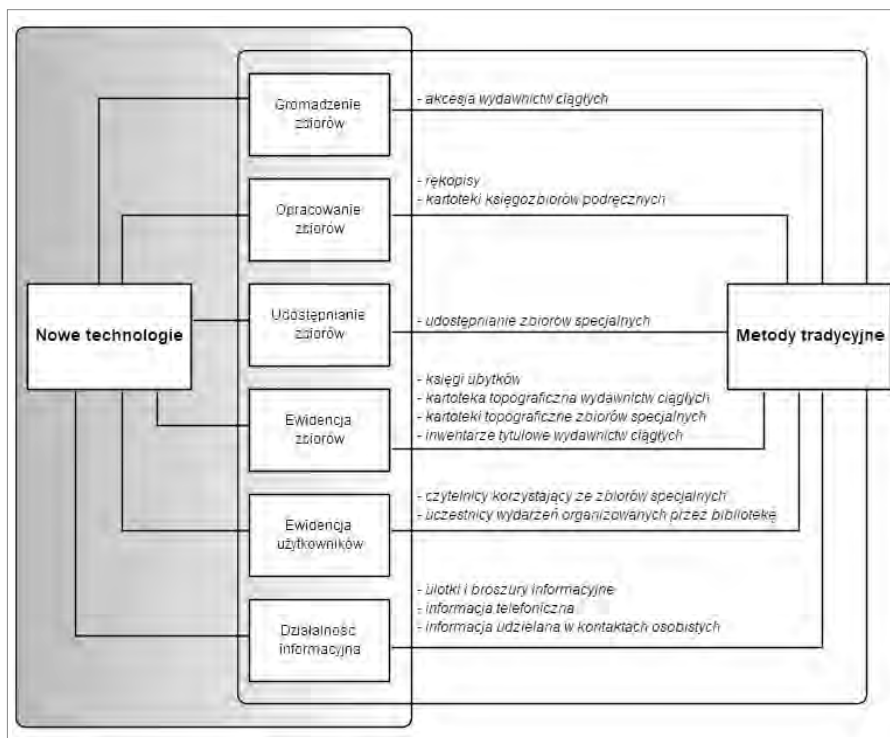 Gromadzenie
zbiorów
- akcesja wydawnictw ciągłych
Opracowanie
zbiorów
- rękopisy
- kartoteki księgozbiorów podręcznych
Nowe technologie
Udostępnianie
zbiorów
- udostępnianie zbiorów specjalnych
Metody tradycyjne
Ewidencja
zbiorów
- księgi ubytków
- kartoteka topograficzna wydawnictw ciągłych
- kartoteki topograficzne zbiorów specjalnych
- inwentarze tytułowe wydawnictw ciągłych
Ewidencja
użytkowników
- czytelnicy korzystający ze zbiorów specjalnych
- uczestnicy wydarzeń organizowanych przez bibliotekę
Działalność
informacyjna
- ulotki i broszury informacyjne
- informacja telefoniczna
- informacja udzielana w kontaktach osobistych